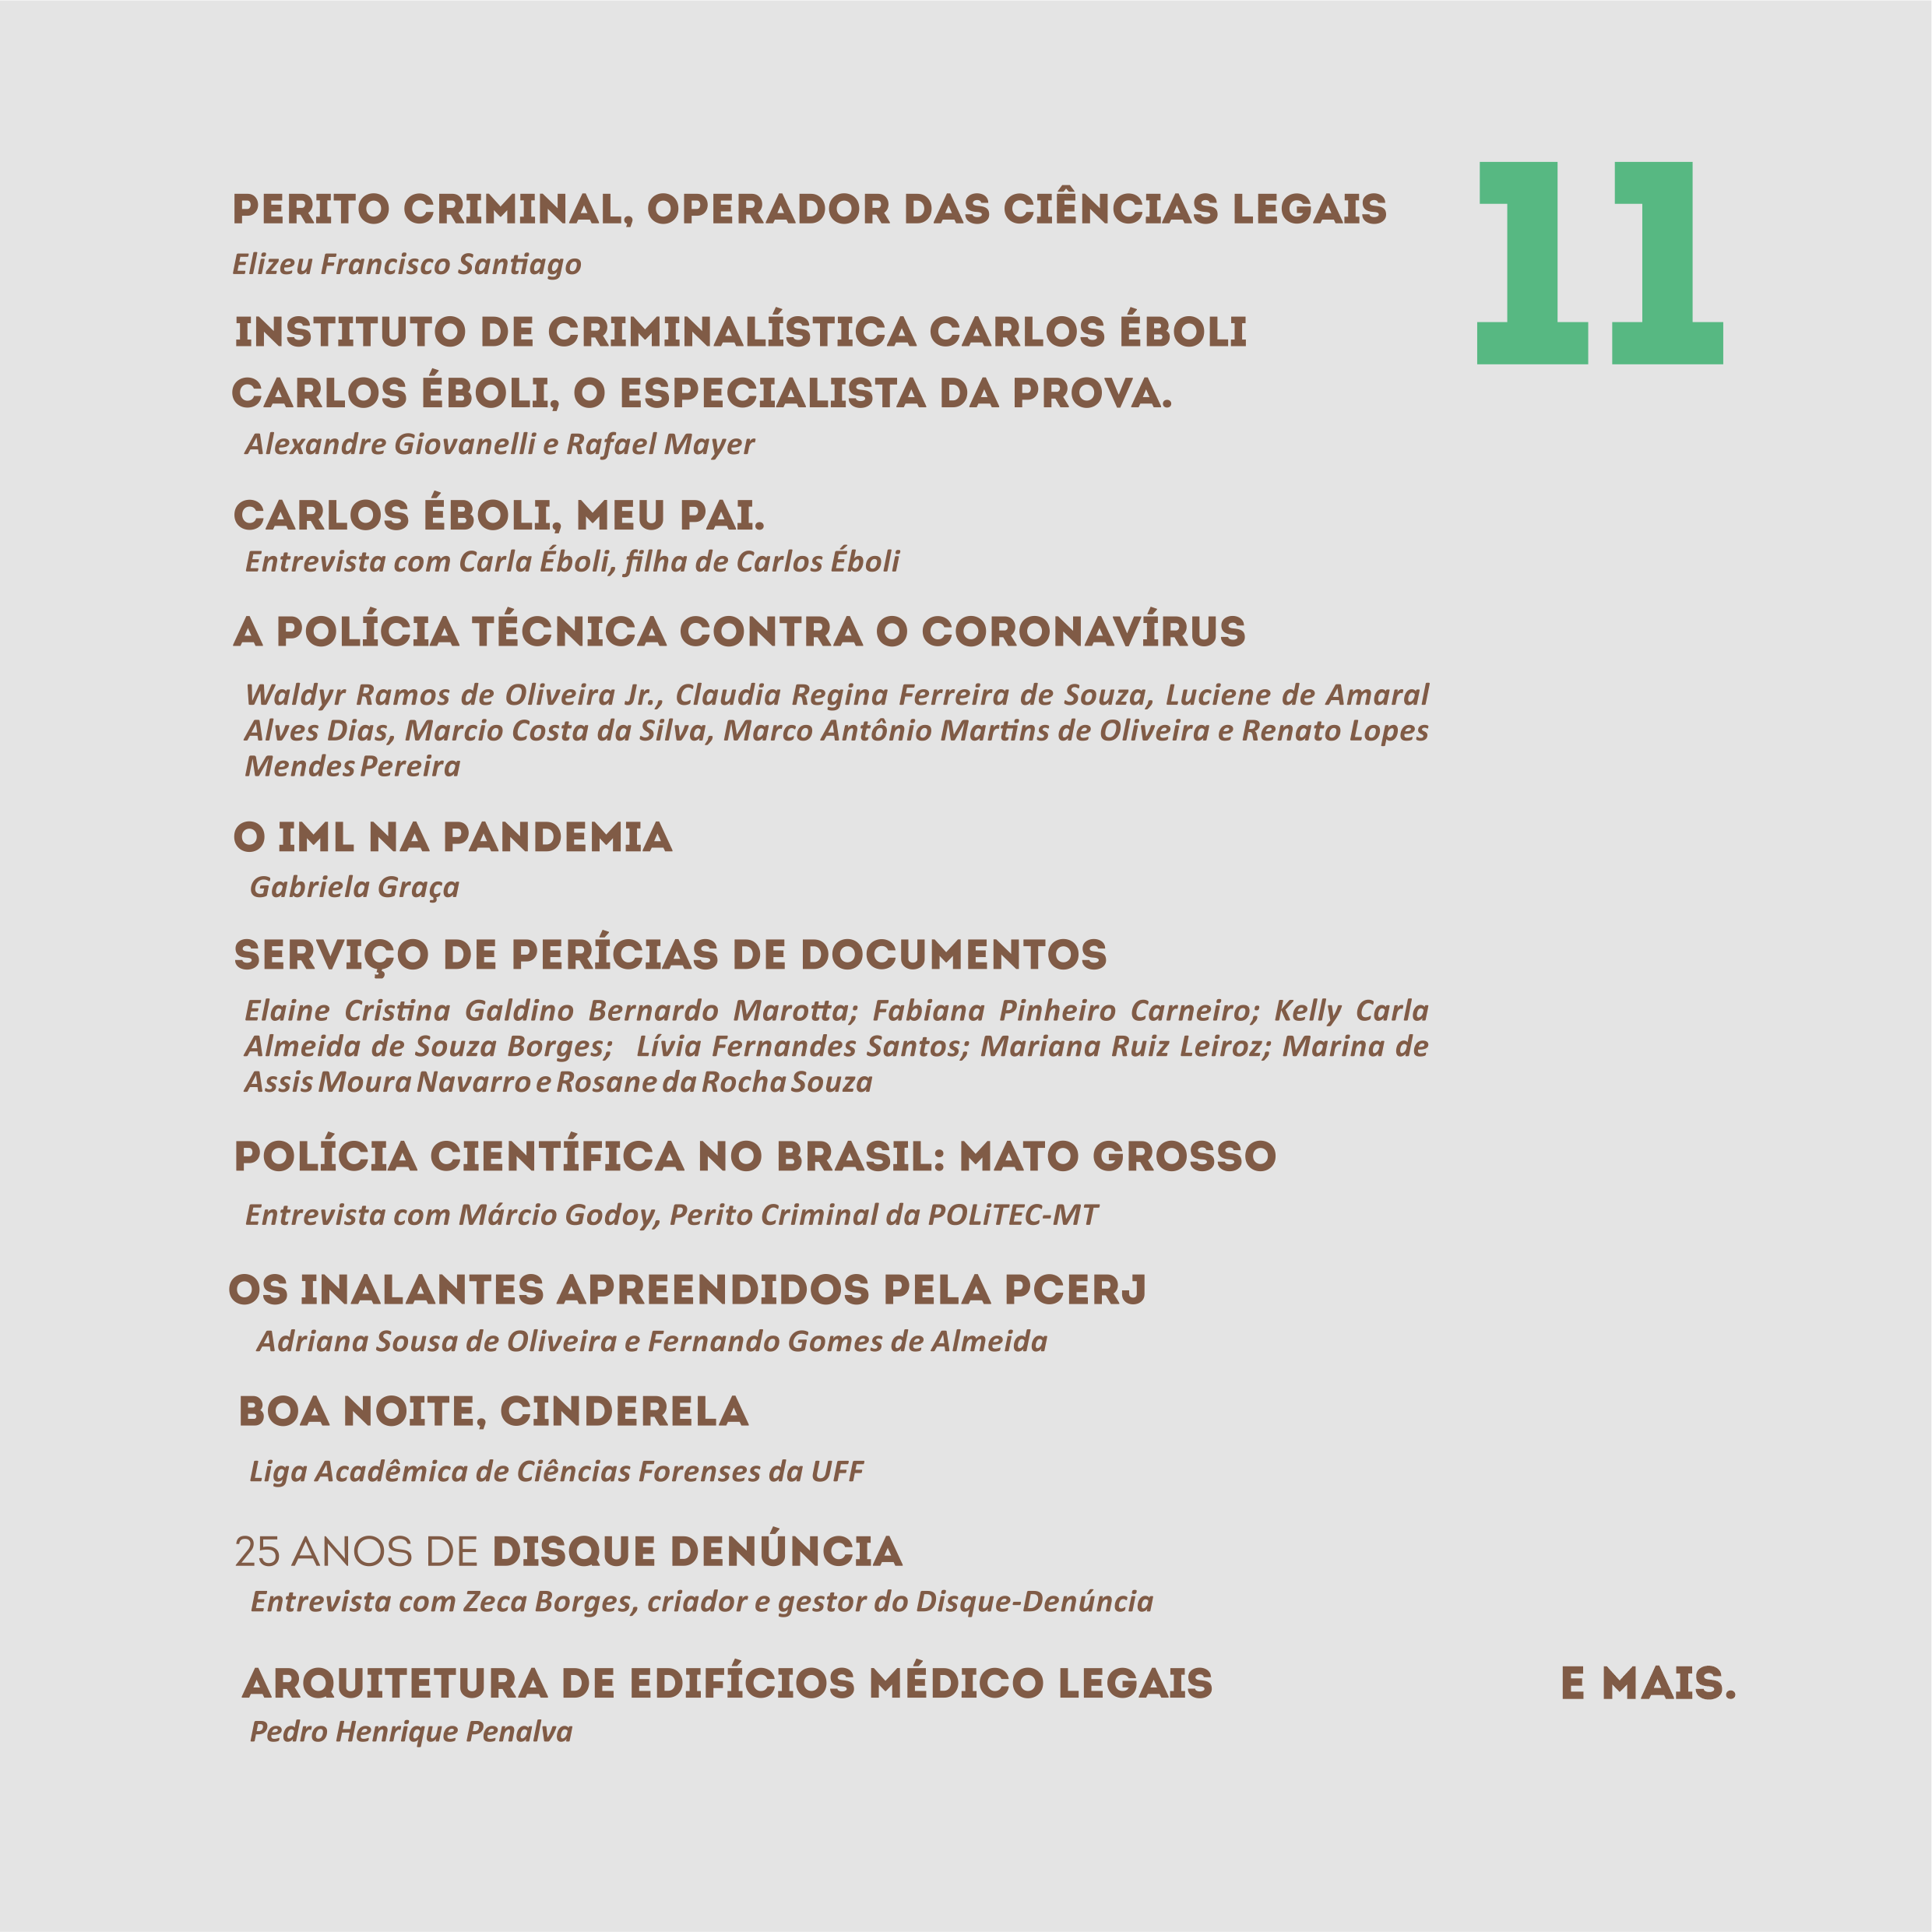 11
PERITO CRIMINAL, OPERADOR DAS CIÊNCIAS LEGAIS
Elizeu Francisco Santiago
INSTITUTO DE CRIMINALÍSTICA CARLOS ÉBOLI
CARLOS ÉBOLI, O ESPECIALISTA DA PROVA.
Alexandre Giovanelli e Rafael Mayer
CARLOS ÉBOLI, MEU PAI.
Entrevista com Carla Éboli, filha de Carlos Éboli
A POLÍCIA TÉCNICA CONTRA O CORONAVÍRUS
Waldyr Ramos de Oliveira Jr., Claudia Regina Ferreira de Souza, Luciene de Amaral
Alves Dias, Marcio Costa da Silva, Marco Antônio Martins de Oliveira e Renato Lopes
Mendes Pereira
O IML NA PANDEMIA
Gabriela Graça
SERVIÇO DE PERÍCIAS DE DOCUMENTOS
Elaine Cristina Galdino Bernardo Marotta; Fabiana Pinheiro Carneiro; Kelly Carla
Almeida de Souza Borges; Lívia Fernandes Santos; Mariana Ruiz Leiroz; Marina de
Assis Moura Navarro e Rosane da Rocha Souza
POLÍCIA CIENTÍFICA NO BRASIL: MATO GROSSO
Entrevista com Márcio Godoy, Perito Criminal da POLiTEC-MT
OS INALANTES APREENDIDOS PELA PCERJ
Adriana Sousa de Oliveira e Fernando Gomes de Almeida
BOA NOITE, CINDERELA
Liga Acadêmica de Ciências Forenses da UFF
25 ANOS DE DISQUE DENÚNCIA
Entrevista com Zeca Borges, criador e gestor do Disque-Denúncia
ARQUITETURA DE EDIFÍCIOS MÉDICO LEGAIS
Pedro Henrique Penalva
E MAIS.